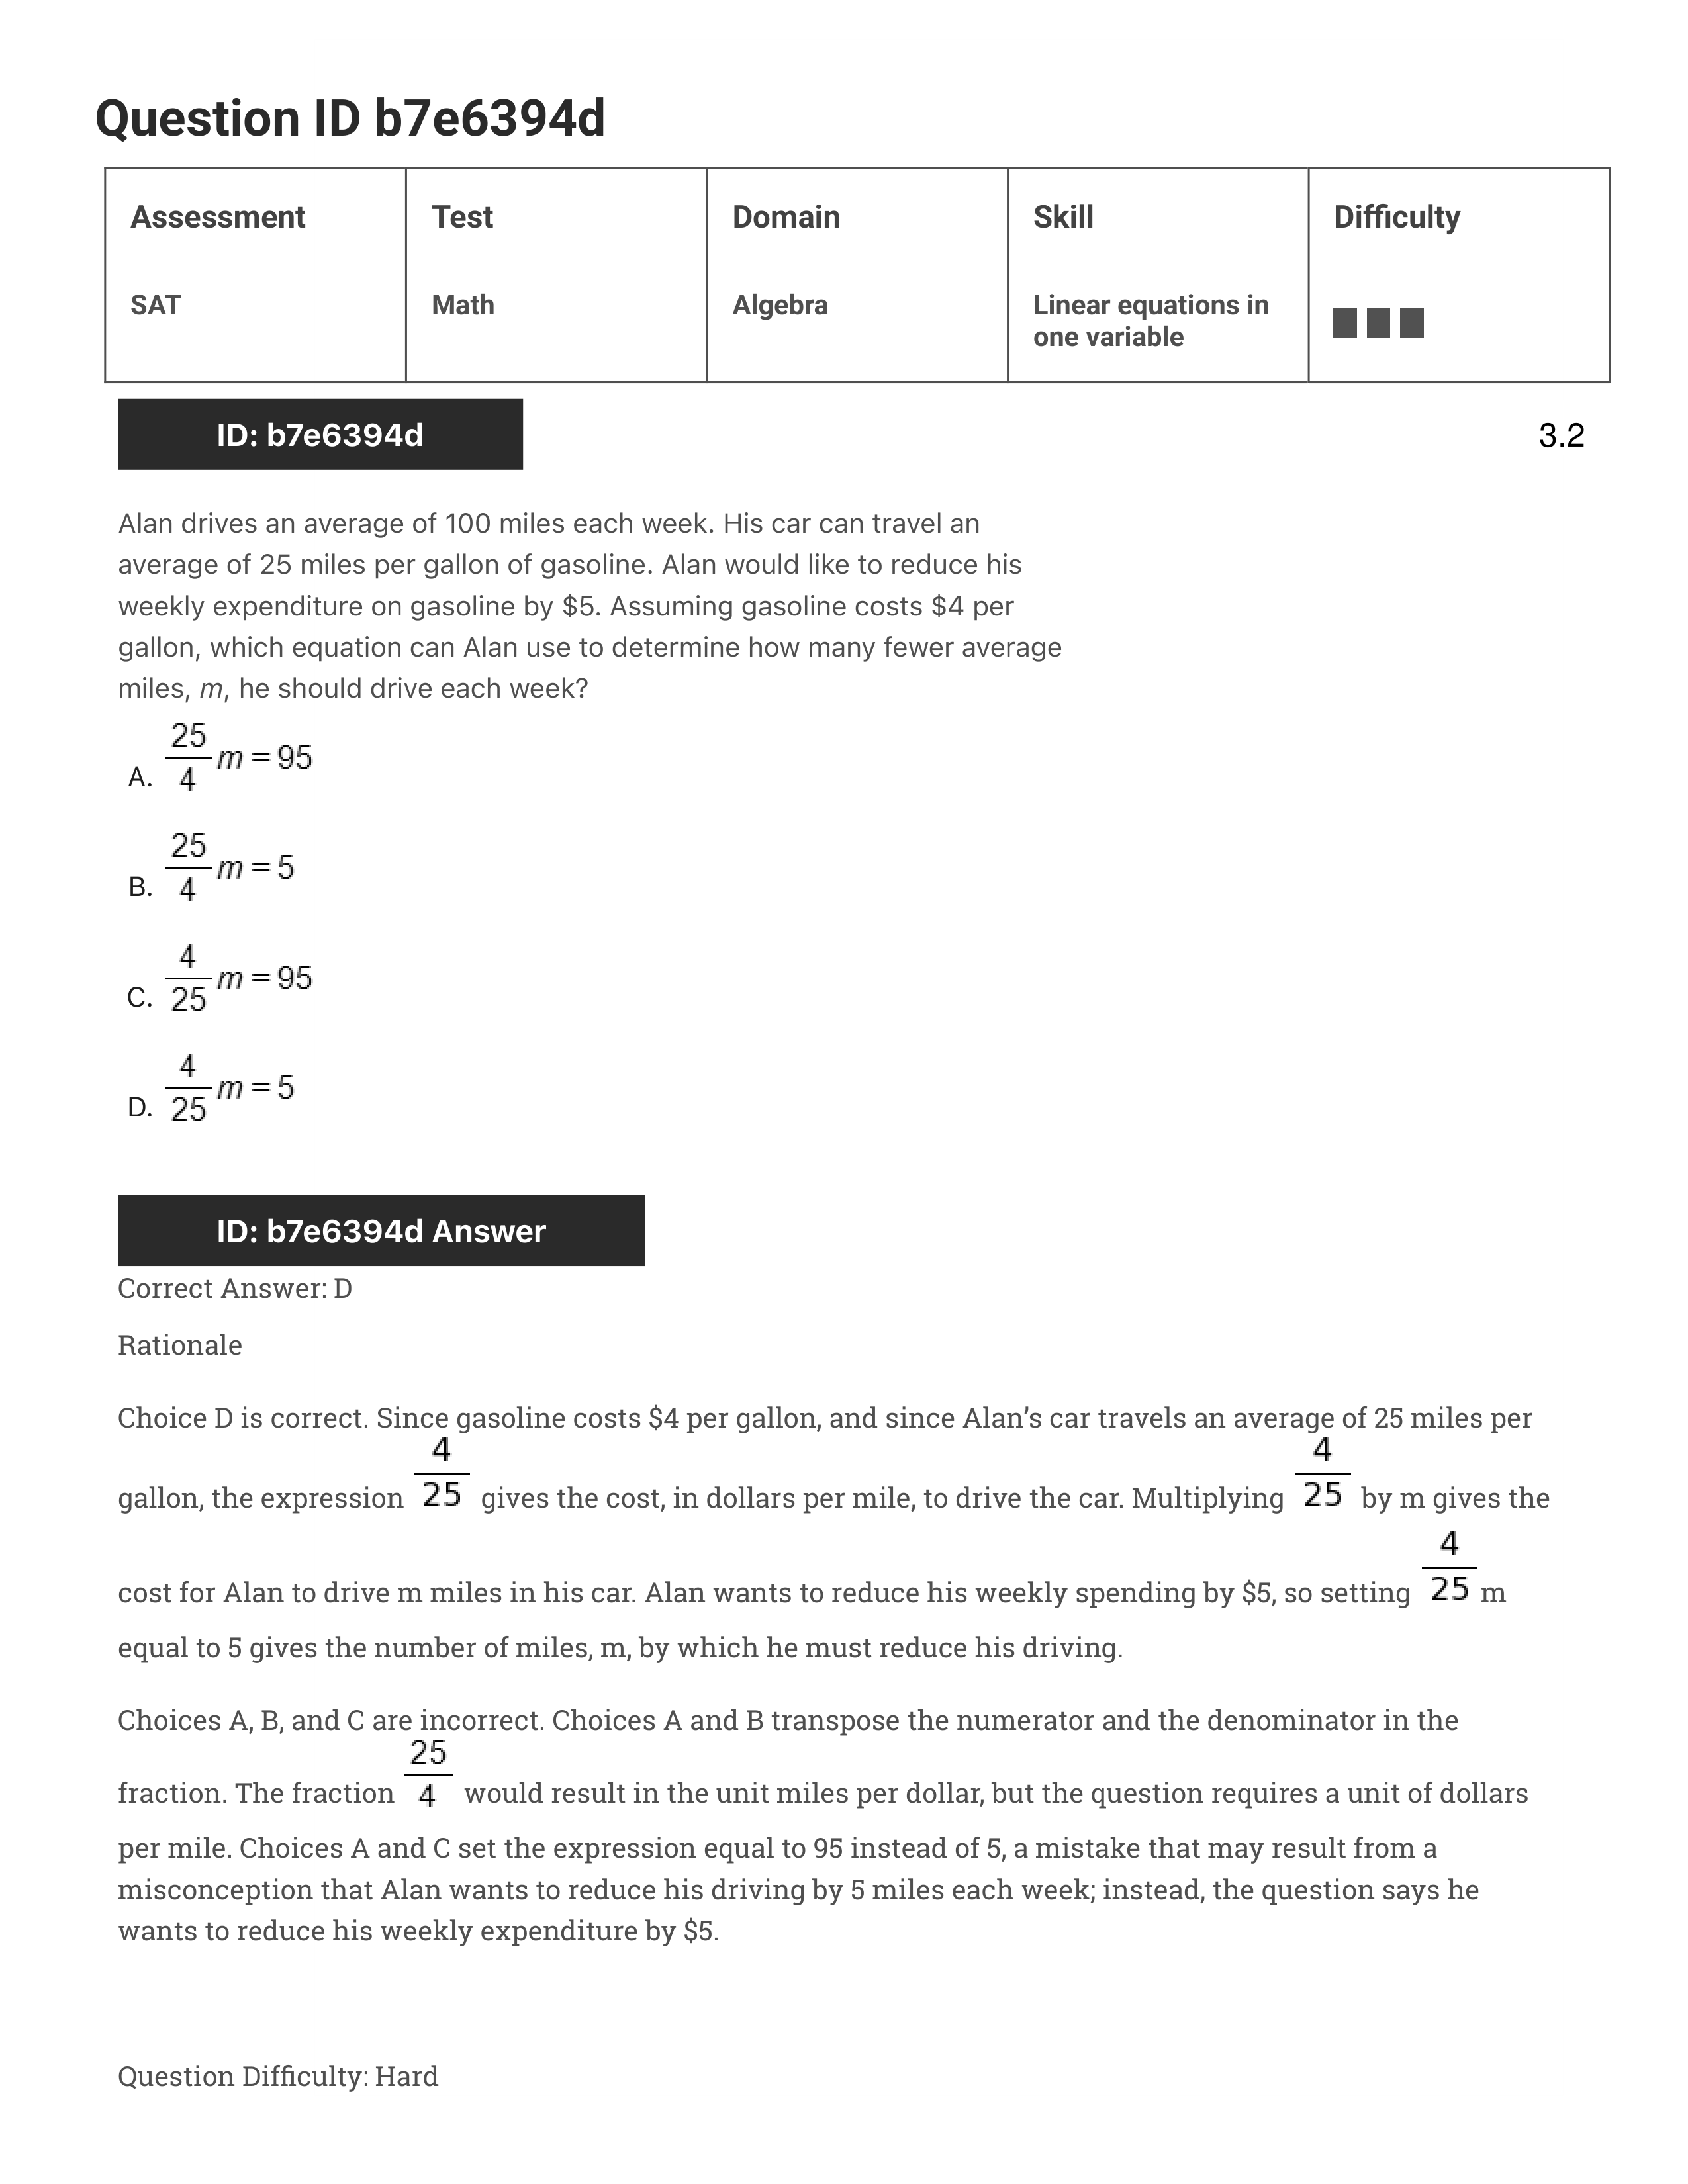 Question ID b7e6394d
Assessment Test Domain Skill Difficulty
SAT Math Algebra Linear equations in
one variable
ID: b7e6394d 3.2
Alan drives an average of 100 miles each week. His car can travel an
average of 25 miles per gallon of gasoline. Alan would like to reduce his
weekly expenditure on gasoline by $5. Assuming gasoline costs $4 per
gallon, which equation can Alan use to determine how many fewer average
miles, m, he should drive each week?
A. 25/4 m = 95
B. 25/4 m = 5
C. 4/25 m = 95
D. 4/25 m = 5
ID: b7e6394d Answer
Correct Answer: D
Rationale
Choice D is correct. Since gasoline costs $4 per gallon, and since Alan’s car travels an average of 25 miles per
gallon, the expression 4/25 gives the cost, in dollars per mile, to drive the car. Multiplying 4/25 by m gives the
cost for Alan to drive m miles in his car. Alan wants to reduce his weekly spending by $5, so setting 4/25 m
equal to 5 gives the number of miles, m, by which he must reduce his driving.
Choices A, B, and C are incorrect. Choices A and B transpose the numerator and the denominator in the
fraction. The fraction 25/4 would result in the unit miles per dollar, but the question requires a unit of dollars
per mile. Choices A and C set the expression equal to 95 instead of 5, a mistake that may result from a
misconception that Alan wants to reduce his driving by 5 miles each week; instead, the question says he
wants to reduce his weekly expenditure by $5.
Question Difficulty: Hard